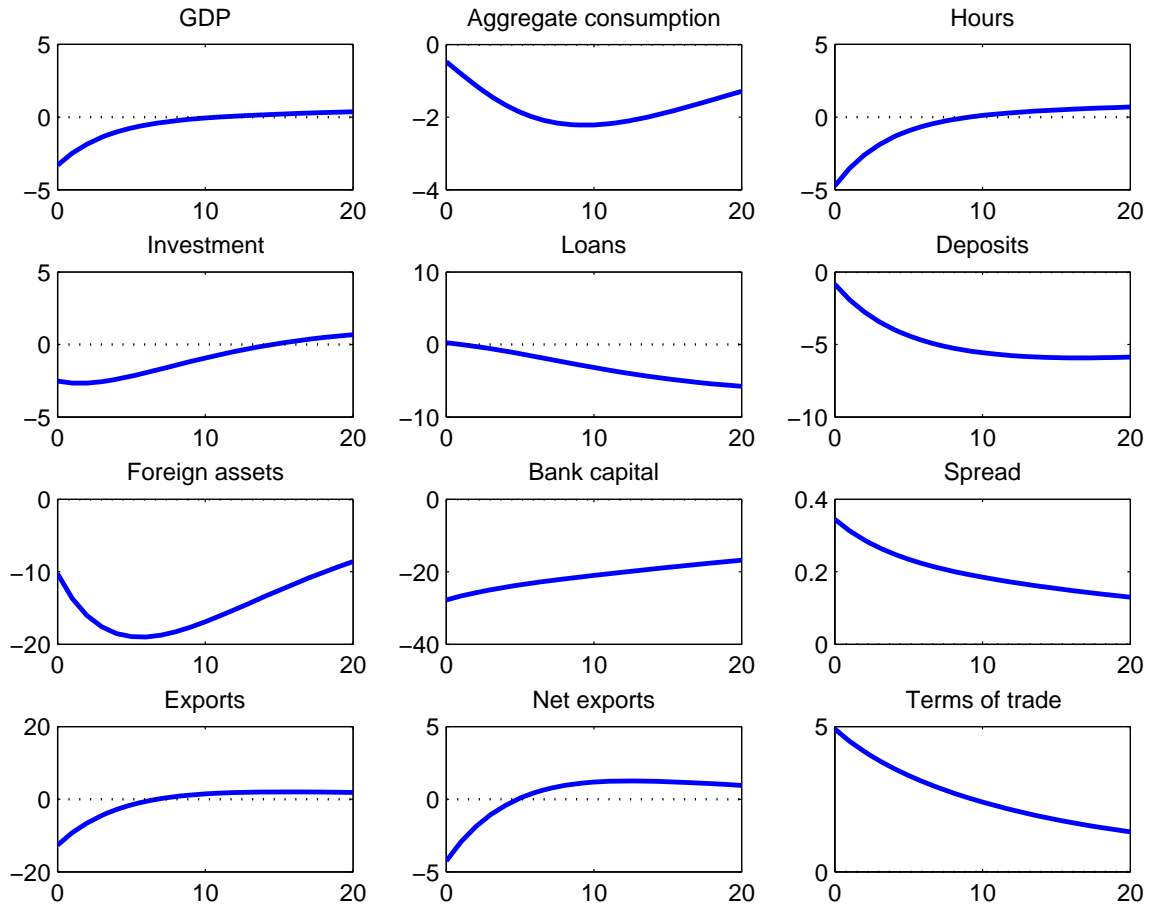 GDP
Aggregate consumption
Hours
5
0
−5
0 10 20
0
−2
−4
0 10 20
5
0
−5
0 10 20
Investment
Loans
Deposits
5
0
−5
0 10 20
10
0
−10
0 10 20
0
−5
−10
0 10 20
Foreign assets
Bank capital
Spread
0
−10
−20
0 10 20
0
−20
−40
0 10 20
0.4
0.2
0
0 10 20
Exports
Net exports
Terms of trade
20
0
−20
0 10 20
5
0
−5
0 10 20
5
0
0 10 20